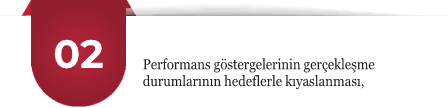 02
Performans göstergelerinin gerçekleşme
durumlarının hedeflerle kıyaslanması,